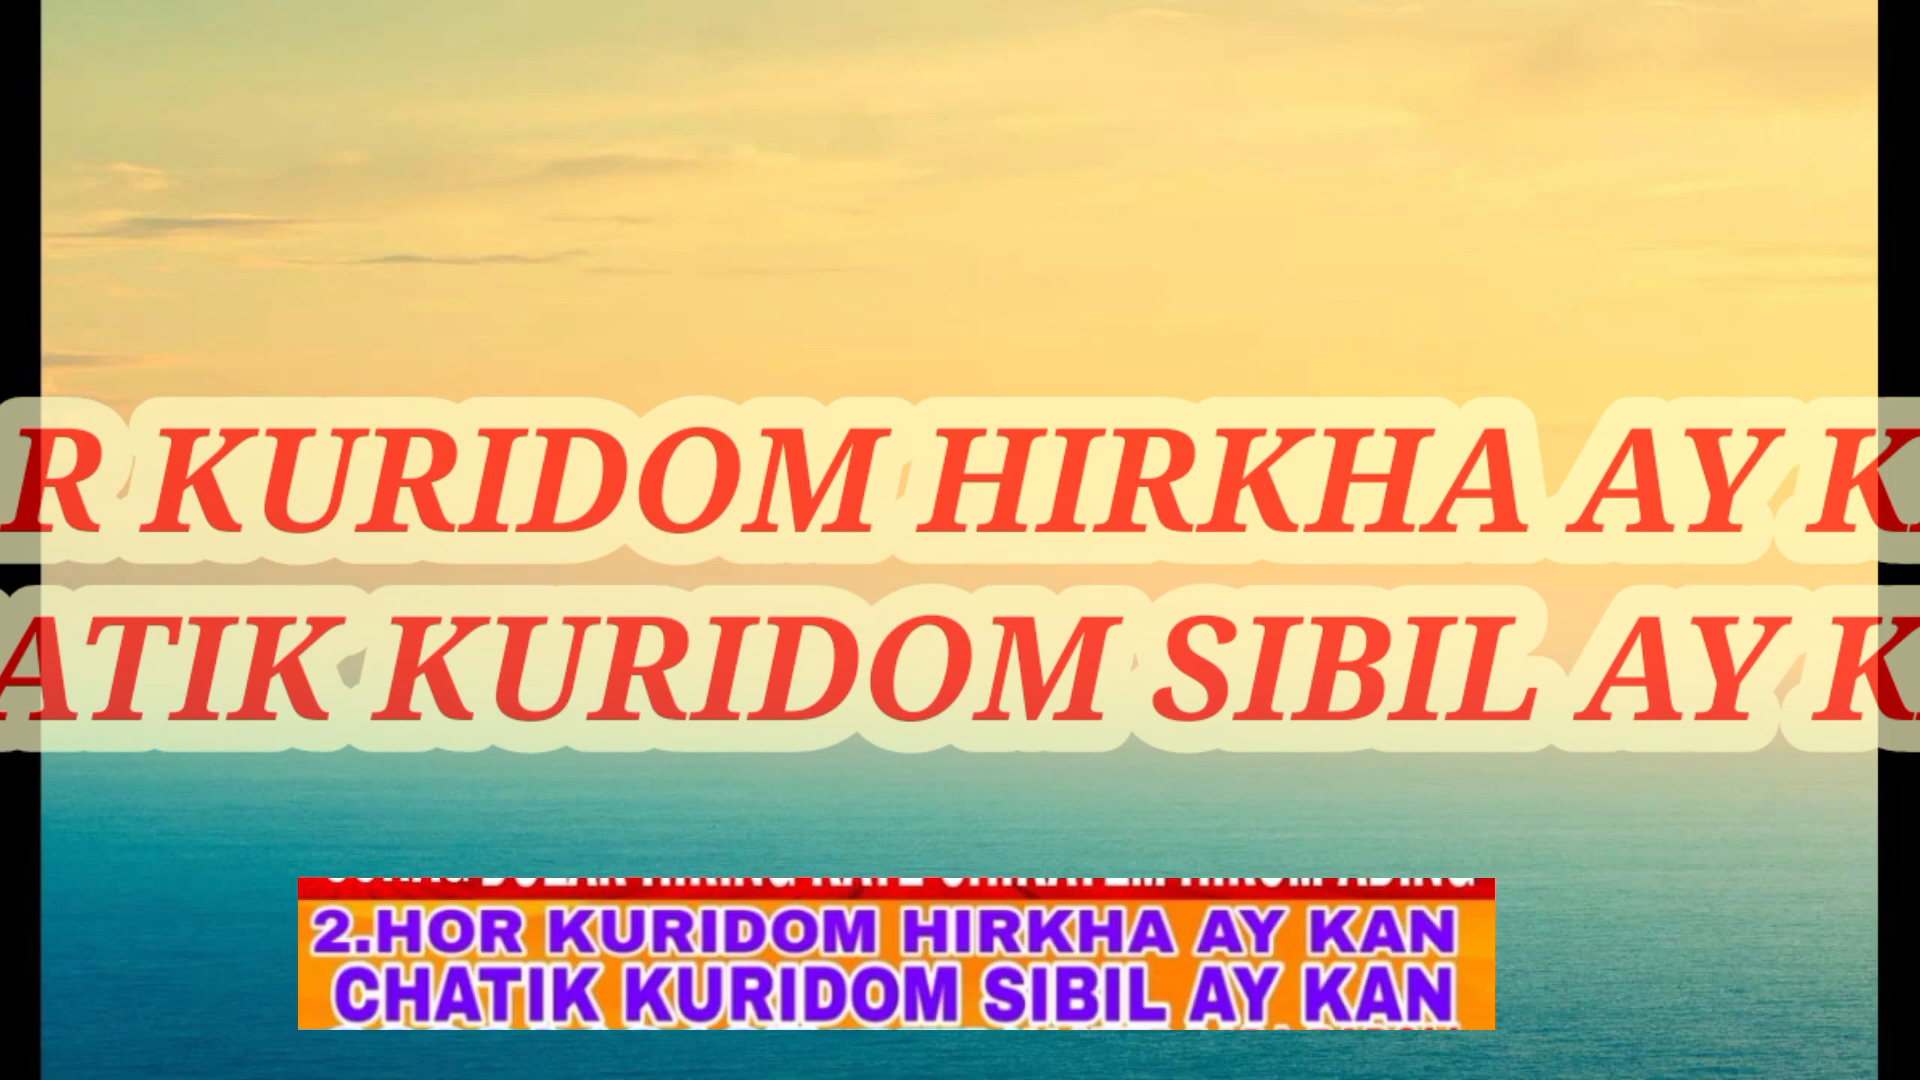 R KURIDOM HIRKHA AY K
ATIK KURIDOM SIBIL AY K
2.HOR KURIDOM HIRKHA AY KAN
CHATIK KURIDOM SIBIL AY KAN